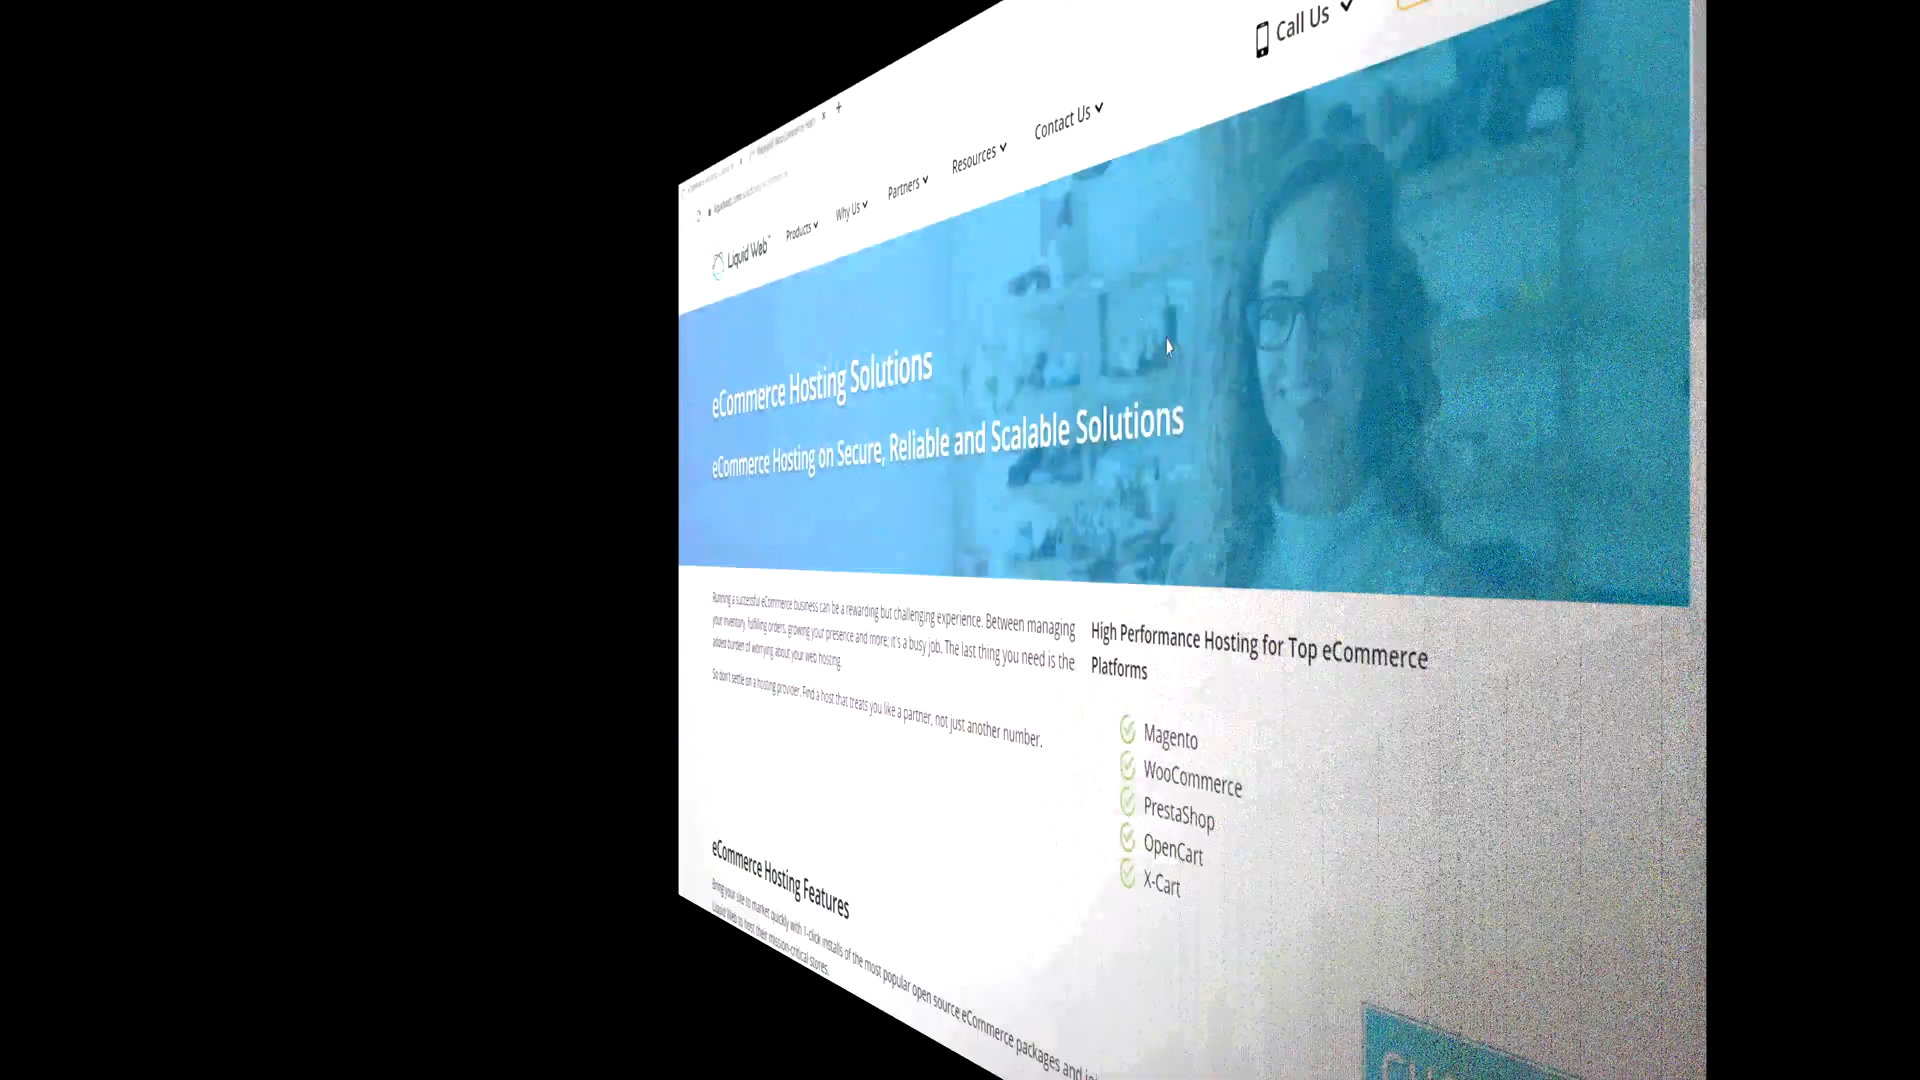 Call Us
Contact Us
Resources
Partners
Why Us
Products
Liquid Web™
eCommerce Hosting Solutions
eCommerce Hosting on Secure, Reliable and Scalable Solutions
Running a successful eCommerce business can be a rewarding but challenging experience. Between managing
your inventory, fulfilling orders, growing your presence and more; it's a busy job. The last thing you need is the
added burden of worrying about your web hosting.
So don't settle on a hosting provider. Find a host that treats you like a partner, not just another number.
High Performance Hosting for Top eCommerce
Platforms
Magento
WooCommerce
PrestaShop
OpenCart
X-Cart
eCommerce Hosting Features
Bring your site to market quickly with 1-click installs of the most popular open source eCommerce packages and
Liquid Web to host their mission-critical stores.